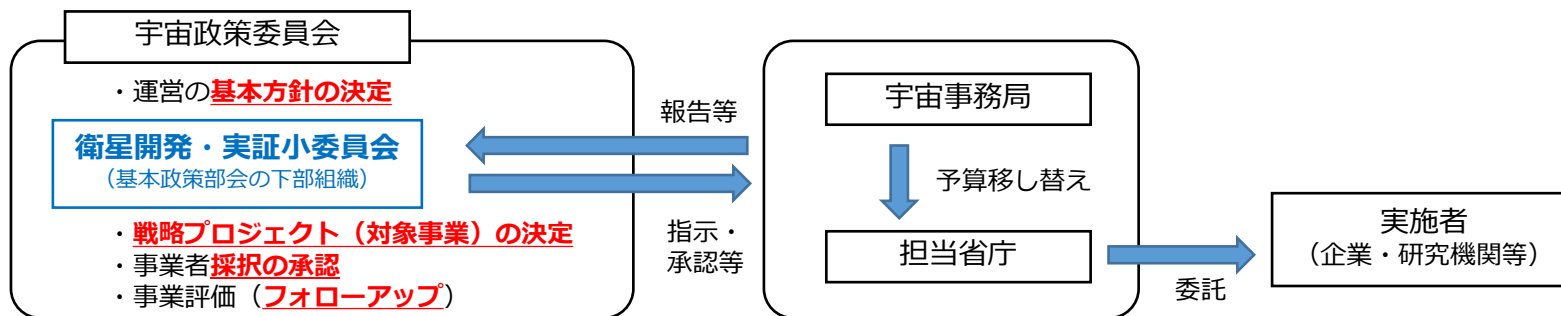 宇宙政策委員会
・運営の基本方針の決定
衛星開発・実証小委員会
（基本政策部会の下部組織）
・戦略プロジェクト（対象事業）の決定
・事業者採択の承認
・事業評価（フォローアップ）
報告等
指示・
承認等
宇宙事務局
予算移し替え
担当省庁
委託
実施者
（企業・研究機関等）